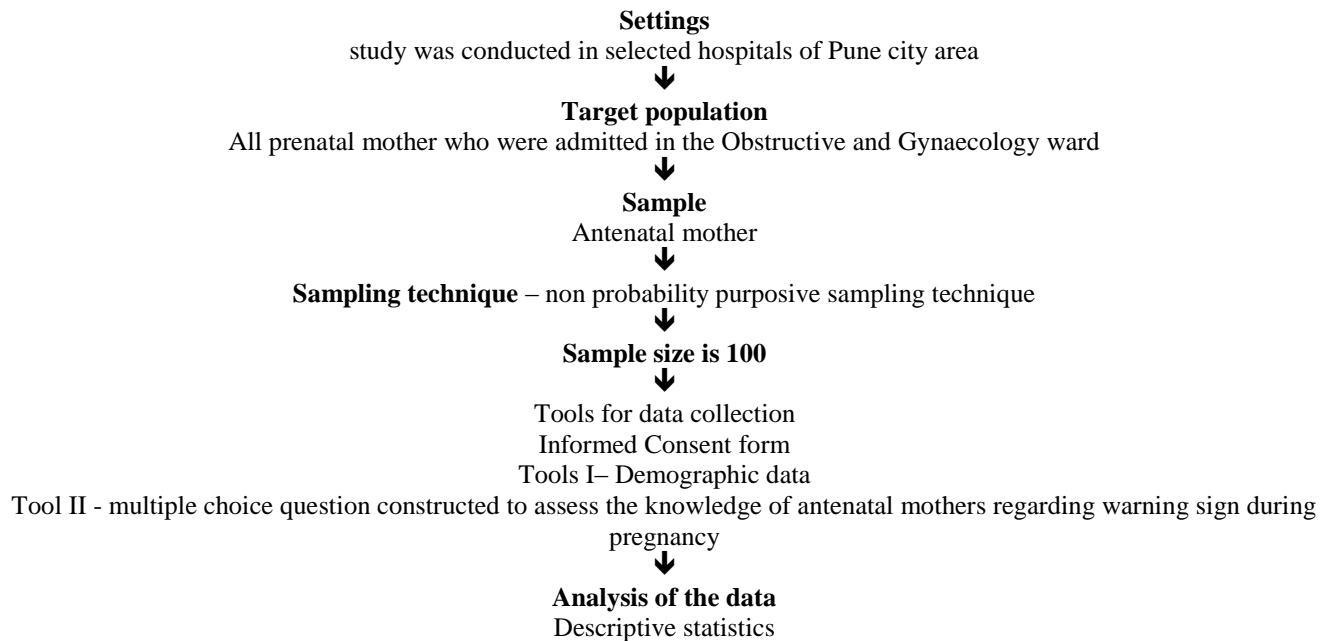 Settings
study was conducted in selected hospitals of Pune city area
Target population
All prenatal mother who were admitted in the Obstructive and Gynaecology ward
Sample
Antenatal mother
Sampling technique – non probability purposive sampling technique
Sample size is 100
Tools for data collection
Informed Consent form
Tools I– Demographic data
Tool II - multiple choice question constructed to assess the knowledge of antenatal mothers regarding warning sign during
pregnancy
Analysis of the data
Descriptive statistics